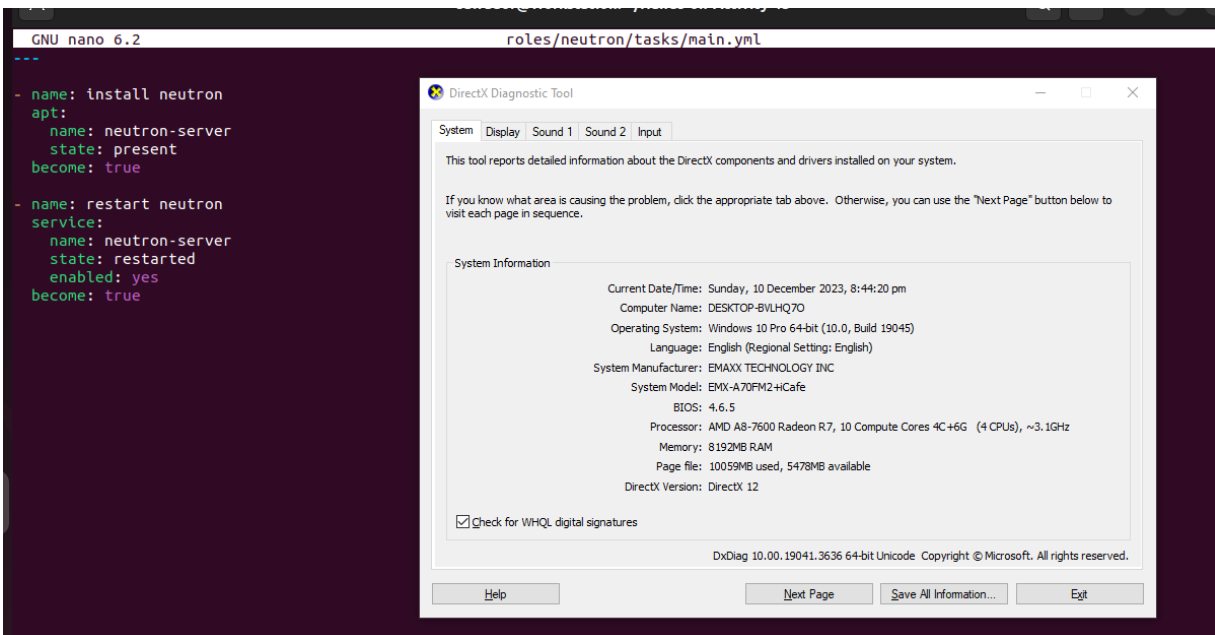 GNU nano 6.2 roles/neutron/tasks/main.yml
---
- name: install neutron
apt:
name: neutron-server
state: present
become: true
- name: restart neutron
service:
name: neutron-server
state: restarted
enabled: yes
become: true
DirectX Diagnostic Tool
System Display Sound 1 Sound 2 Input
This tool reports detailed information about the DirectX components and drivers installed on your system.
If you know what area is causing the problem, click the appropriate tab above. Otherwise, you can use the "Next Page" button below to
visit each page in sequence.
System Information
Current Date/Time: Sunday, 10 December 2023, 8:44:20 pm
Computer Name: DESKTOP-BVLHQ7O
Operating System: Windows 10 Pro 64-bit (10.0, Build 19045)
Language: English (Regional Setting: English)
System Manufacturer: EMAXX TECHNOLOGY INC
System Model: EMX-A70FM2+iCafe
BIOS: 4.6.5
Processor: AMD A8-7600 Radeon R7, 10 Compute Cores 4C+6G (4 CPUs), ~3.1GHz
Memory: 8192MB RAM
Page file: 10059MB used, 5478MB available
DirectX Version: DirectX 12
Check for WHQL digital signatures
DxDiag 10.00.19041.3636 64-bit Unicode Copyright © Microsoft. All rights reserved.
Help Next Page Save All Information... Exit